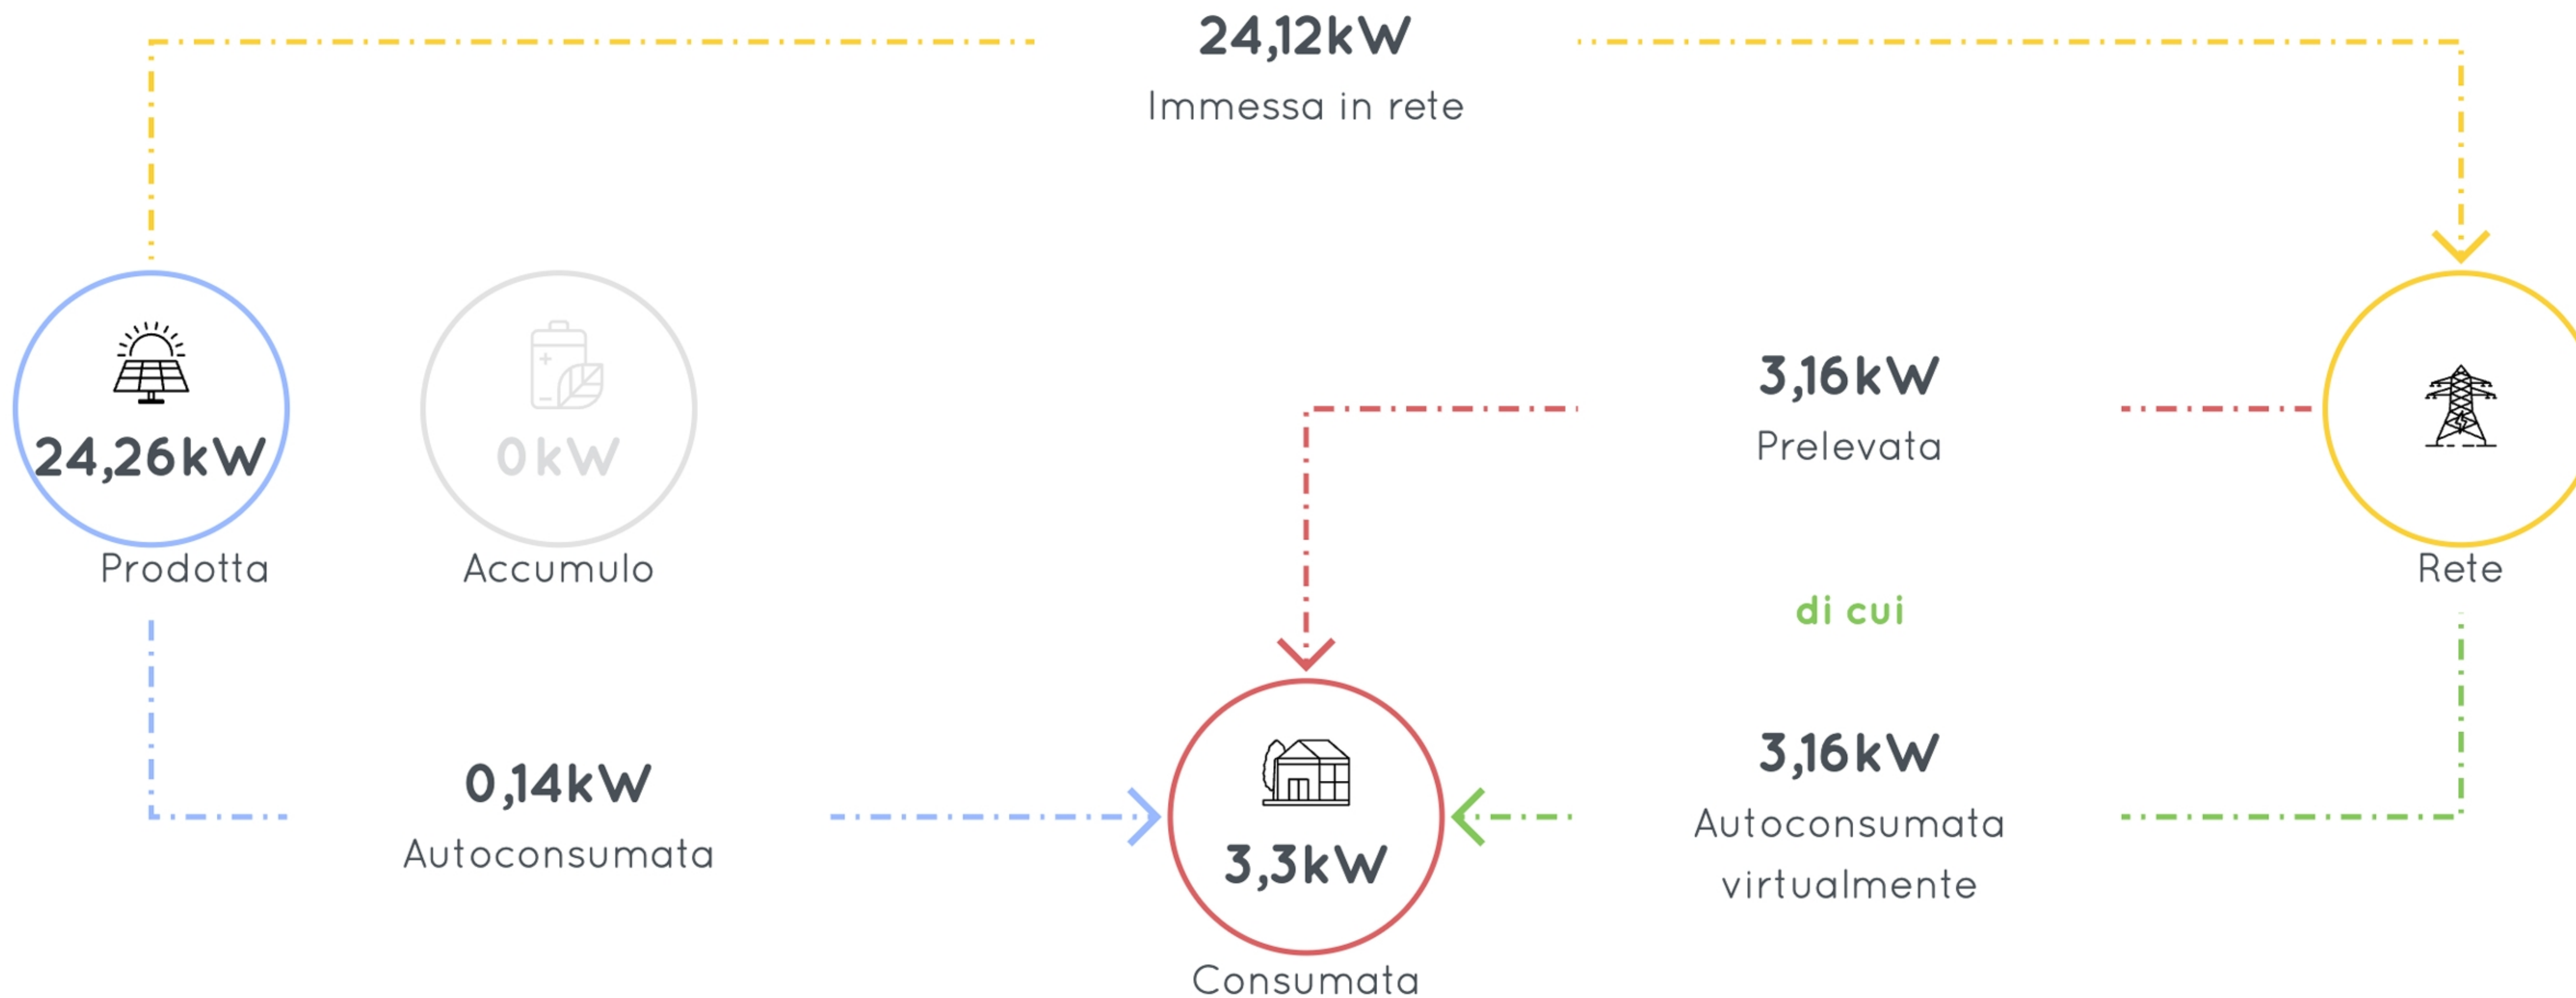 24,12kW
Immessa in rete
24,26kW
Prodotta
0kW
Accumulo
3,16kW
Prelevata
Rete
di cui
0,14kW
Autoconsumata
3,3kW
Consumata
3,16kW
Autoconsumata
virtualmente